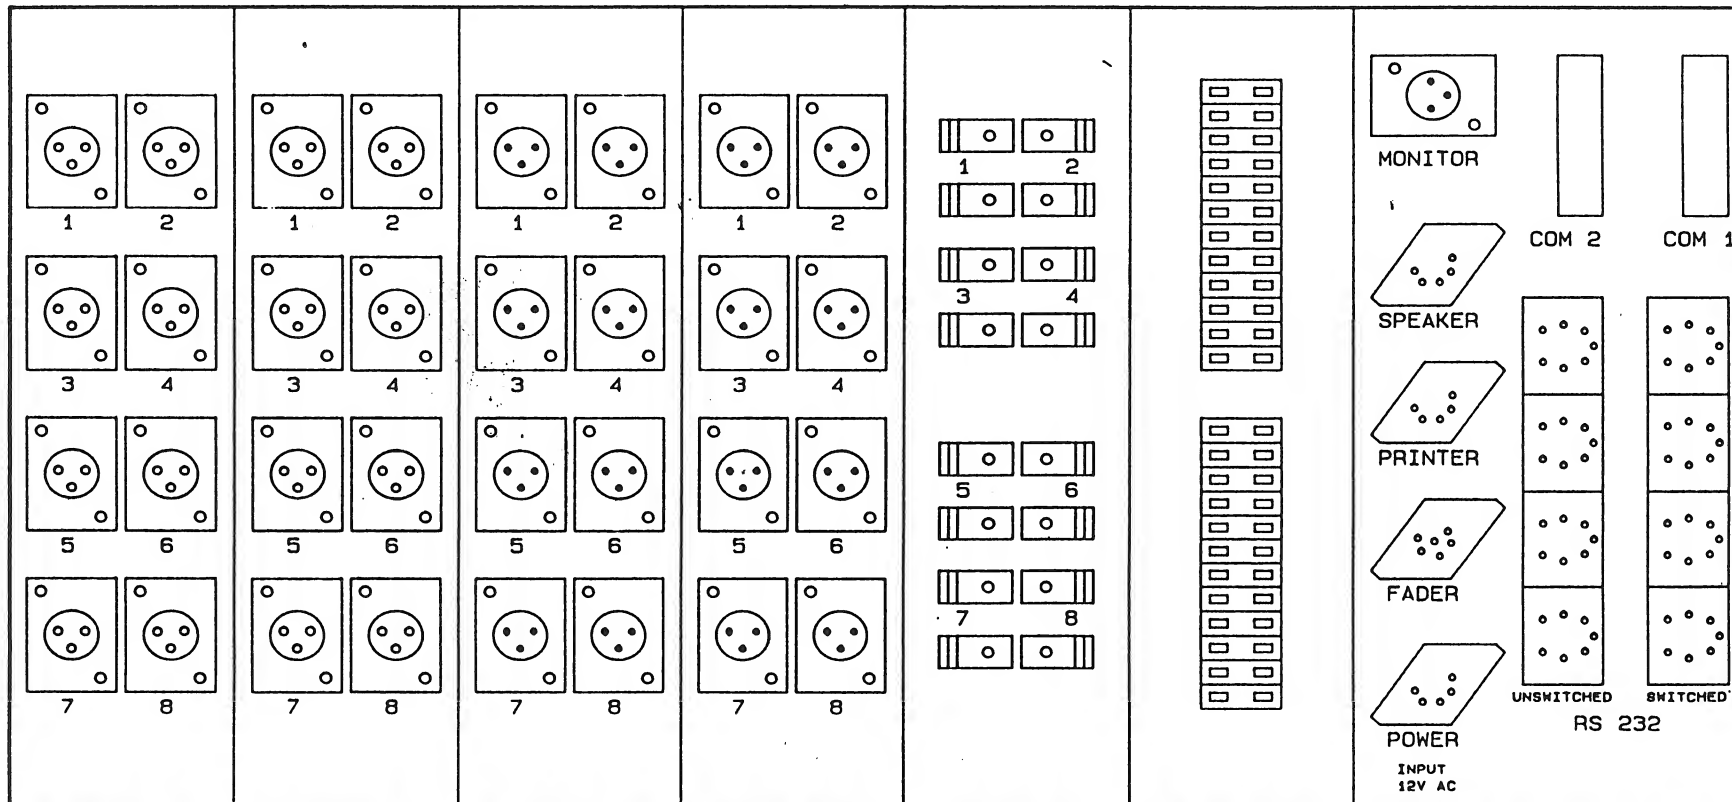 1 2 1 2 1 2 1 2
3 4 3 4 3 4 3 4
5 6 5 6 5 6 5 6
7 8 7 8 7 8 7 8
1 2
3 4
5 6
7 8
MONITOR
SPEAKER
PRINTER
FADER
POWER
INPUT
12V AC
COM 2 COM 1
UNSWITCHED SWITCHED
RS 232